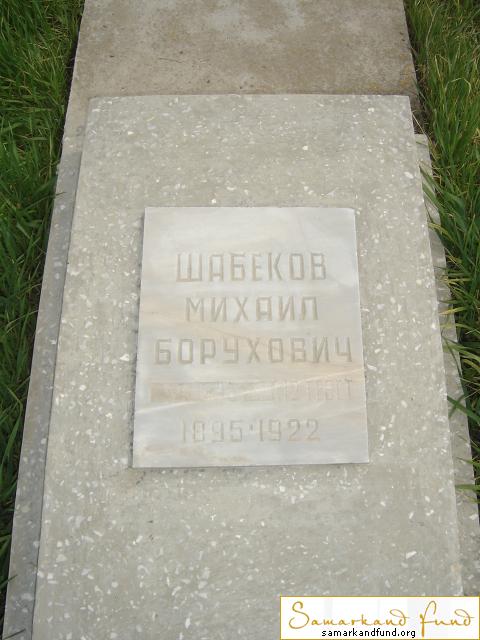 ШАБЕКОВ
МИХАИЛ
БОРУХОВИЧ
1895-1922
Samarkand Fund
samarkandfund.org